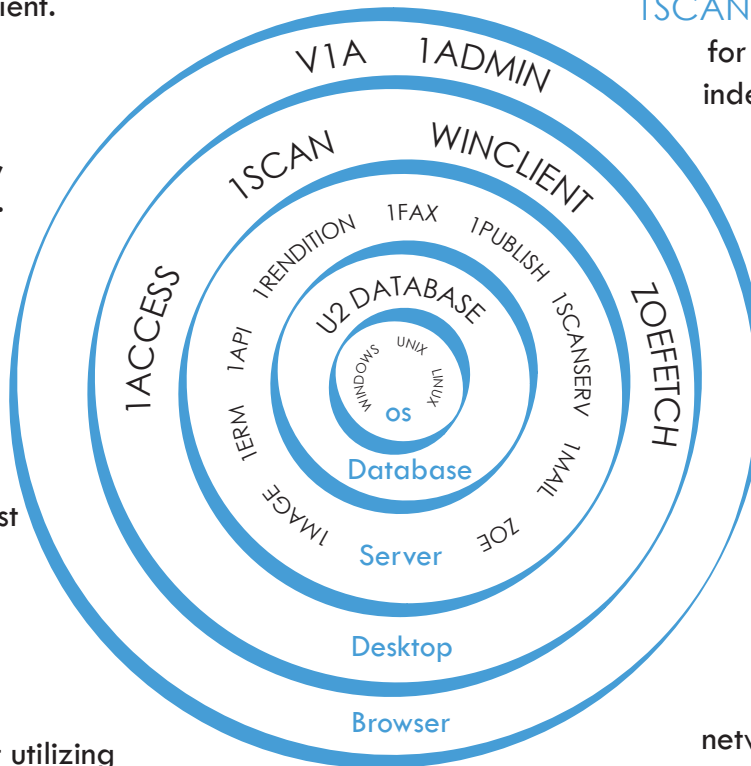 ient.
1SCAN
for
inde
V1A 1ADMIN
1SCAN WINCLIENT
1ACCESS ZOEFETCH
1MAGE 1ERM 1API 1RENDITION 1FAX 1PUBLISH 1SCANSERV 1MAIL ZOE
U2 DATABASE
WINDOWS UNIX LINUX
OS
Database
Server
Desktop
Browser
st
utilizing
netw